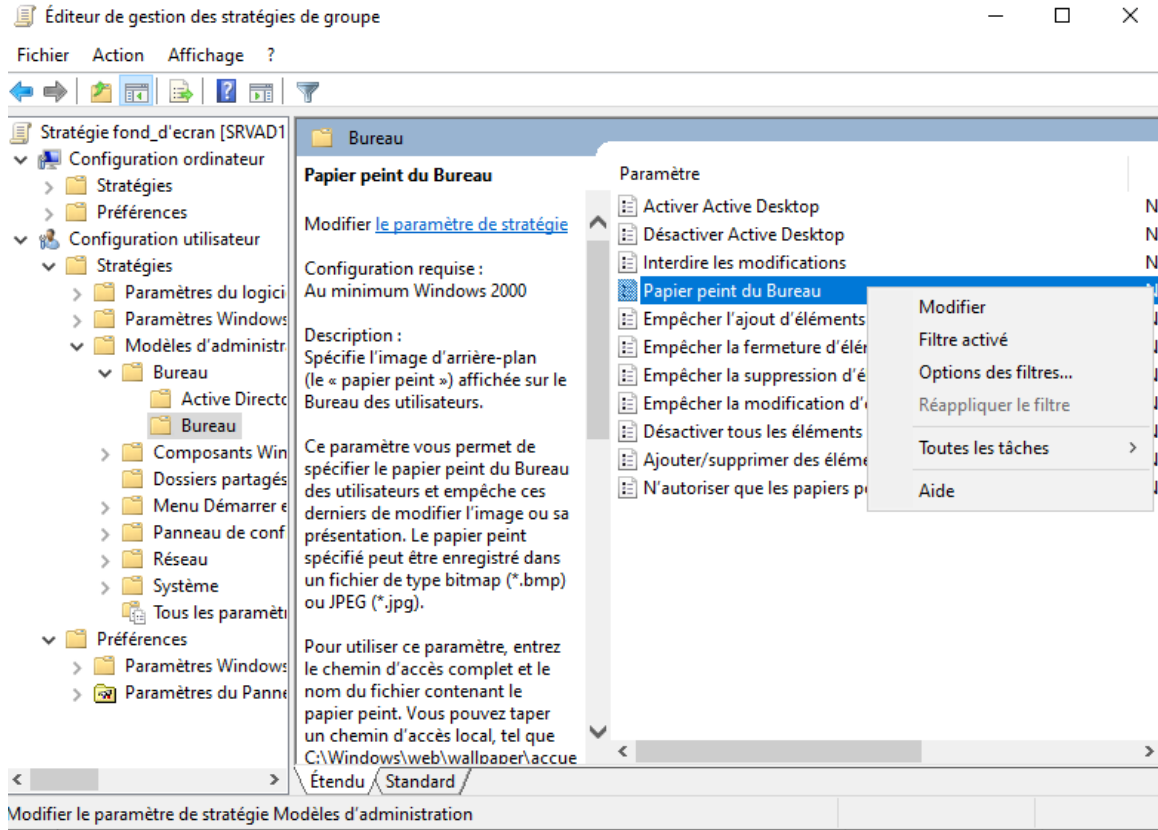 Éditeur de gestion des stratégies de groupe
Fichier Action Affichage ?
Stratégie fond_d'ecran [SRVAD1
Configuration ordinateur
Stratégies
Préférences
Configuration utilisateur
Stratégies
Paramètres du logici
Paramètres Windows
Modèles d'administr
Bureau
Active Directo
Bureau
Composants Win
Dossiers partagés
Menu Démarrer e
Panneau de conf
Réseau
Système
Tous les paramètr
Préférences
Paramètres Windows
Paramètres du Panne
Bureau
Papier peint du Bureau
Modifier le paramètre de stratégie
Configuration requise :
Au minimum Windows 2000
Description :
Spécifie l'image d'arrière-plan
(le « papier peint ») affichée sur le
Bureau des utilisateurs.
Ce paramètre vous permet de
spécifier le papier peint du Bureau
des utilisateurs et empêche ces
derniers de modifier l'image ou sa
présentation. Le papier peint
spécifié peut être enregistré dans
un fichier de type bitmap (*.bmp)
ou JPEG (*.jpg).
Pour utiliser ce paramètre, entrez
le chemin d'accès complet et le
nom du fichier contenant le
papier peint. Vous pouvez taper
un chemin d'accès local, tel que
C:\Windows\web\wallpaper\accue
Paramètre
Activer Active Desktop N
Désactiver Active Desktop N
Interdire les modifications N
Papier peint du Bureau N
Empêcher l'ajout d'éléments
Empêcher la fermeture d'élér
Empêcher la suppression d'é
Empêcher la modification d'
Désactiver tous les éléments
Ajouter/supprimer des éléme
N'autoriser que les papiers p
Modifier
Filtre activé
Options des filtres...
Réappliquer le filtre
Toutes les tâches
Aide
Étendu Standard
Modifier le paramètre de stratégie Modèles d'administration